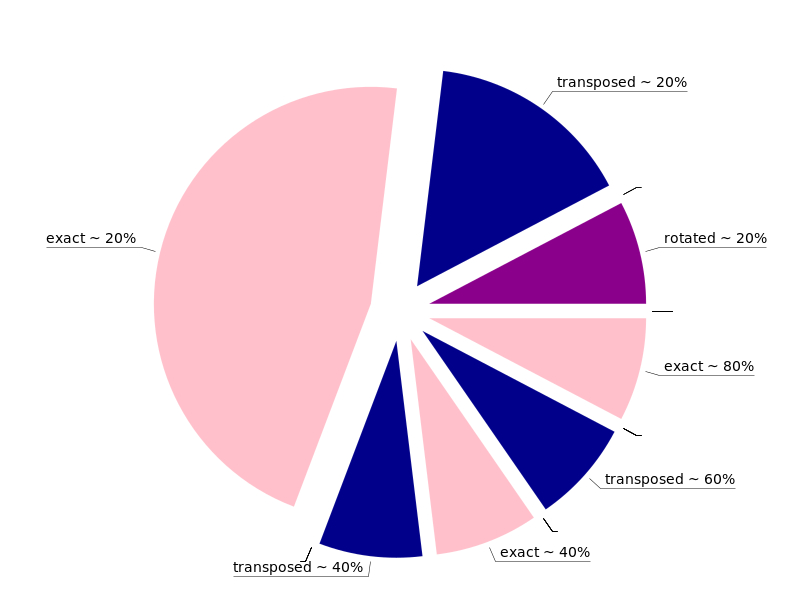 transposed ~ 20%
exact ~ 20%
rotated ~ 20%
exact ~ 80%
transposed ~ 60%
exact ~ 40%
transposed ~ 40%